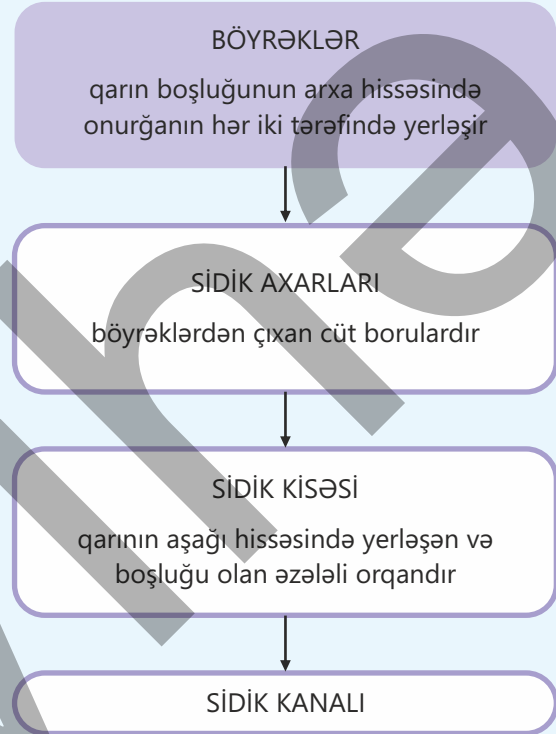 BÖYRƏKLƏR
qarın boşluğunun arxa hissəsində
onurğanın hər iki tərəfində yerləşir
SİDİK AXARLARI
böyrəklərdən çıxan cüt borulardır
SİDİK KİSƏSİ
qarının aşağı hissəsində yerləşən və
boşluğu olan əzələli orqandır
SİDİK KANALI